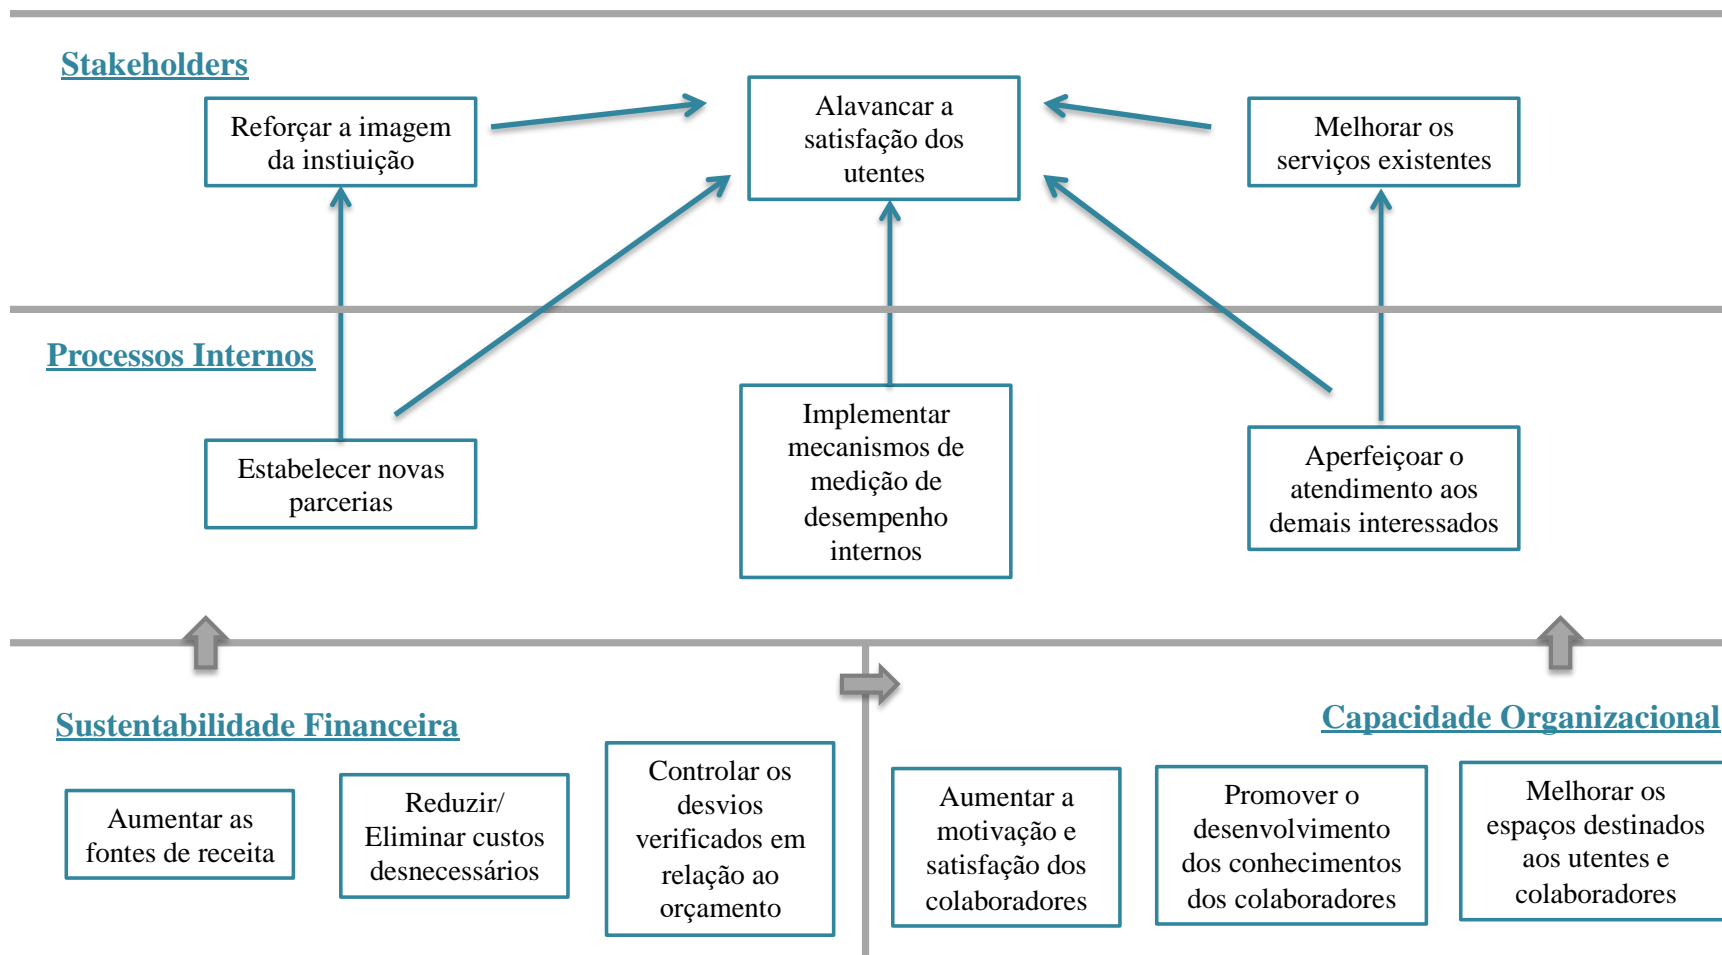 Stakeholders
Reforçar a imagem
da instiuição
Alavancar a
satisfação dos
utentes
Melhorar os
serviços existentes
Processos Internos
Estabelecer novas
parcerias
Implementar
mecanismos de
medição de
desempenho
internos
Aperfeiçoar o
atendimento aos
demais interessados
Sustentabilidade Financeira
Aumentar as
fontes de receita
Reduzir/
Eliminar custos
desnecessários
Controlar os
desvios
verificados em
relação ao
orçamento
Capacidade Organizacional
Aumentar a
motivação e
satisfação dos
colaboradores
Promover o
desenvolvimento
dos conhecimentos
dos colaboradores
Melhorar os
espaços destinados
aos utentes e
colaboradores